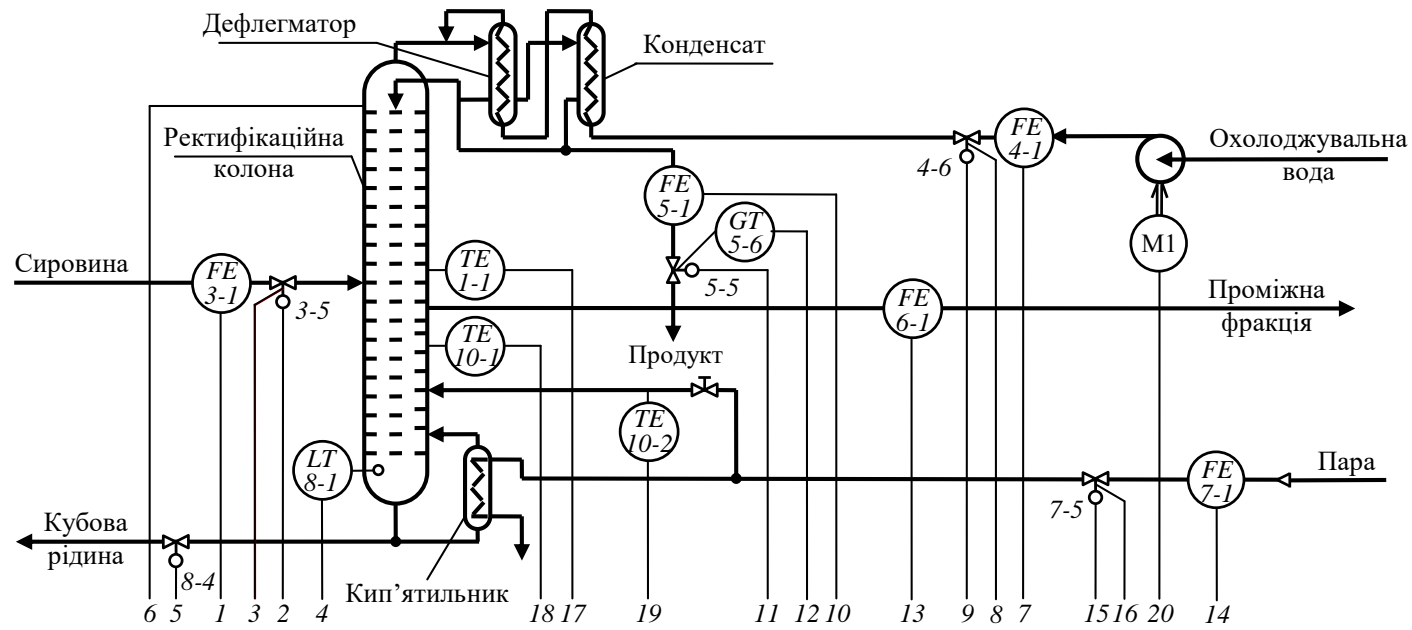 Дефлегматор
Конденсат
Ректифікаційна
колона
FE
4-1
4-6
Охолоджувальна
вода
FE
5-1
GT
5-6
М1
Сировина
FE
3-1
3-5
TE
1-1
5-5
FE
6-1
Проміжна
фракція
TE
10-1
Продукт
TE
10-2
LT
8-1
Пара
FE
7-1
7-5
Кубова
рідина
8-4
Кип’ятильник
6 5 1 3 2 4 18 17 19 11 12 10 13 9 8 7 15 16 20 14